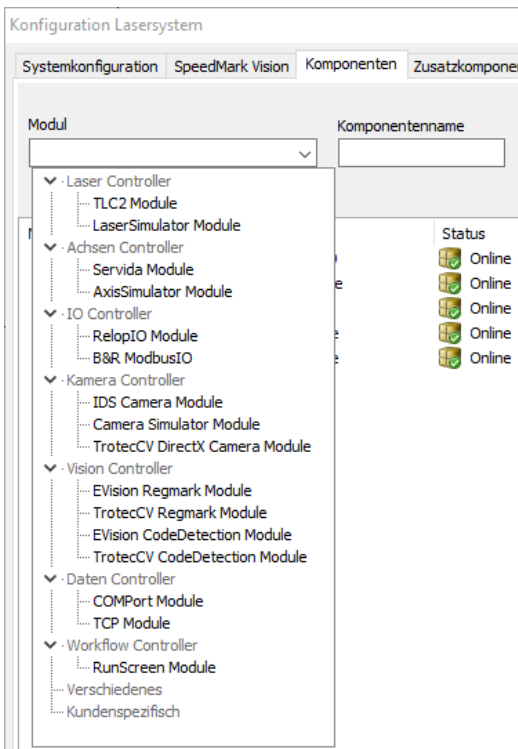 Konfiguration Lasersystem
Systemkonfiguration SpeedMark Vision Komponenten
Modul Komponentenname
Laser Controller
TLC2 Module
LaserSimulator Module
Status
Achsen Controller
Online
Servida Module
Online
AxisSimulator Module
IO Controller
Online
RelopIO Module
Online
B&R ModbusIO
Online
Kamera Controller
IDS Camera Module
Camera Simulator Module
TrotecCV DirectX Camera Module
Vision Controller
EVision Regmark Module
TrotecCV Regmark Module
EVision CodeDetection Module
TrotecCV CodeDetection Module
Daten Controller
COMPort Module
TCP Module
Workflow Controller
RunScreen Module
Verschiedenes
Kundenspezifisch